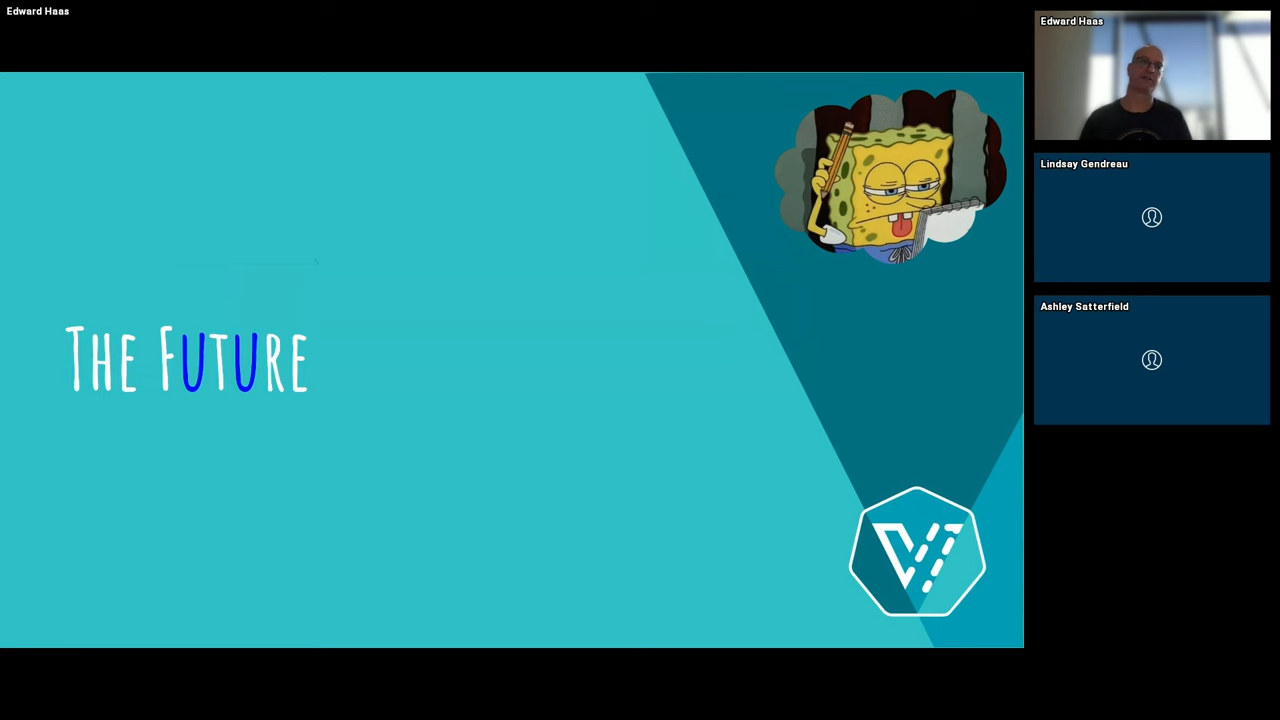 Edward Haas
The Future
Edward Haas
Lindsay Gendreau
Ashley Satterfield